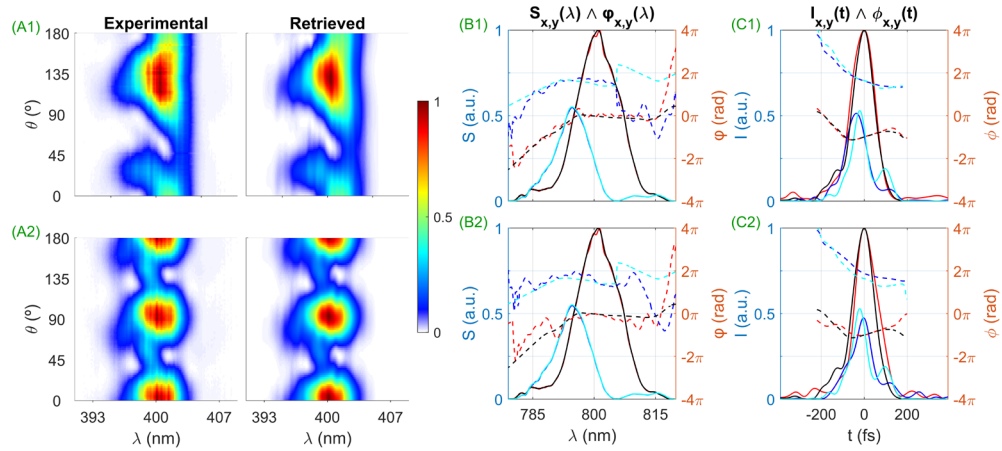 Experimental Retrieved
S_x,y(λ) ∧ φ_x,y(λ)
I_x,y(t) ∧ ϕ_x,y(t)
(A1)
θ (º)
180
135
90
45
0
(A2)
θ (º)
180
135
90
45
0
393 400 407
λ (nm)
393 400 407
λ (nm)
1
0.5
0
(B1)
S (a.u.)
1
0.5
0
4π
2π
0π
-2π
-4π
φ (rad)
(C1)
I (a.u.)
1
0.5
0
4π
2π
0π
-2π
-4π
ϕ (rad)
(B2)
S (a.u.)
1
0.5
0
4π
2π
0π
-2π
-4π
φ (rad)
785 800 815
λ (nm)
(C2)
I (a.u.)
1
0.5
0
4π
2π
0π
-2π
-4π
ϕ (rad)
-200 0 200
t (fs)